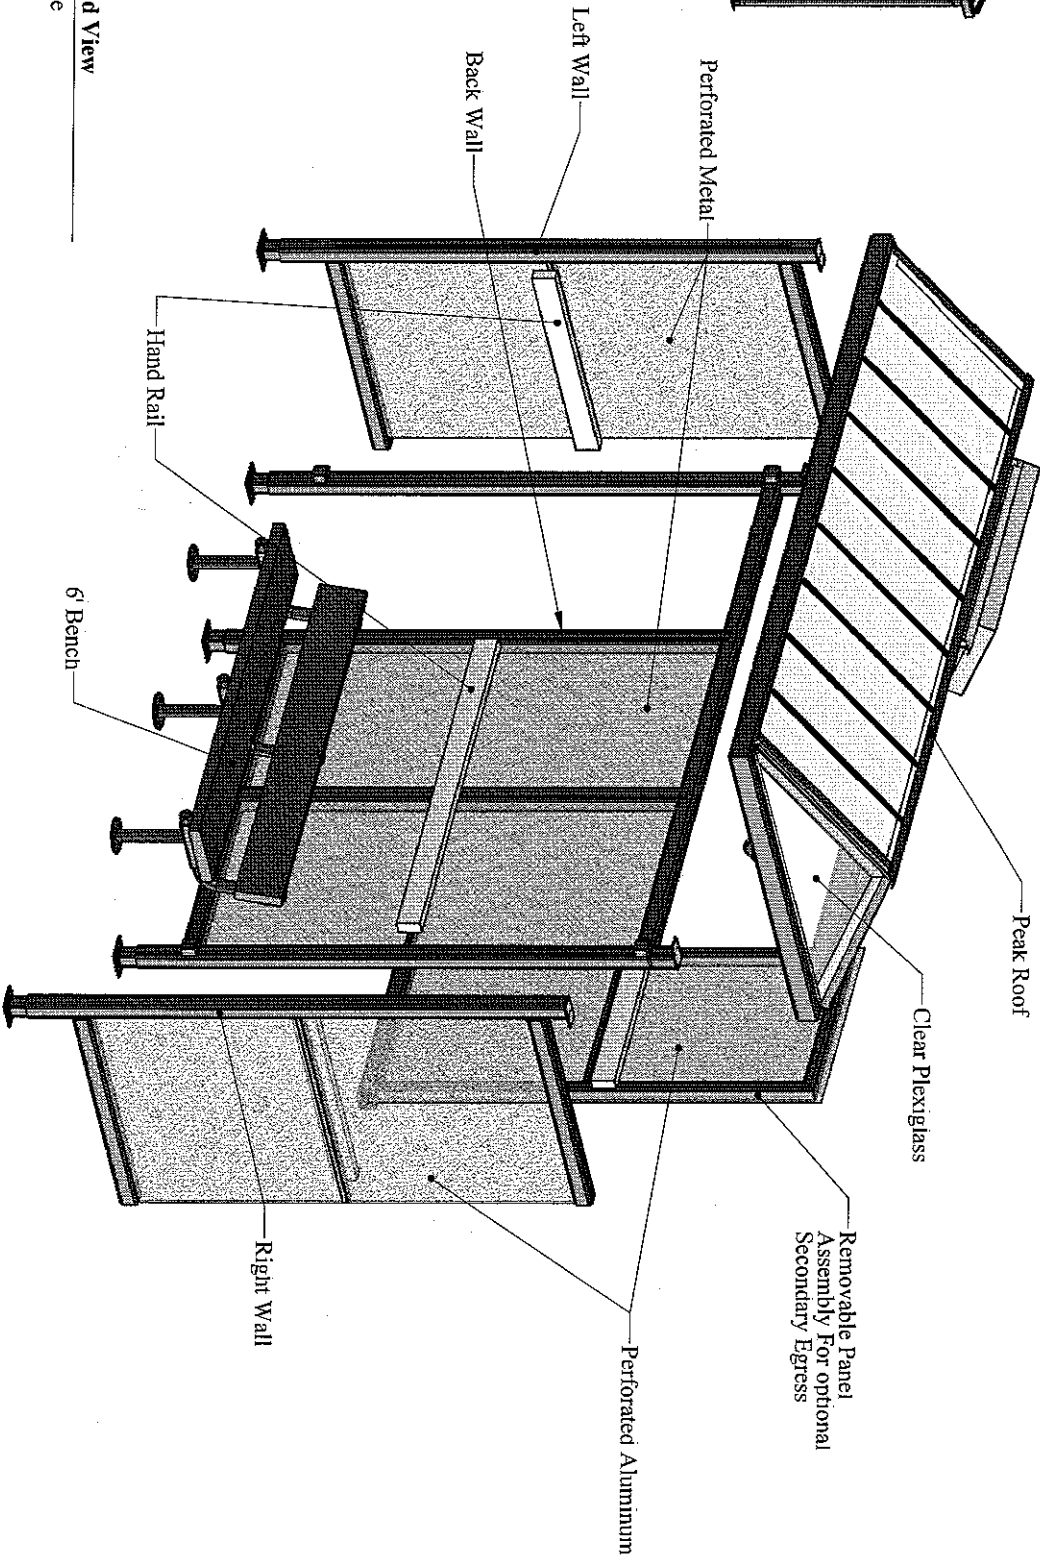 Peak Roof
Clear Plexiglass
Removable Panel
Assembly For optional
Secondary Egress
Perforated Metal
Left Wall
Back Wall
Perforated Aluminum
Hand Rail
Right Wall
6' Bench
d View
e